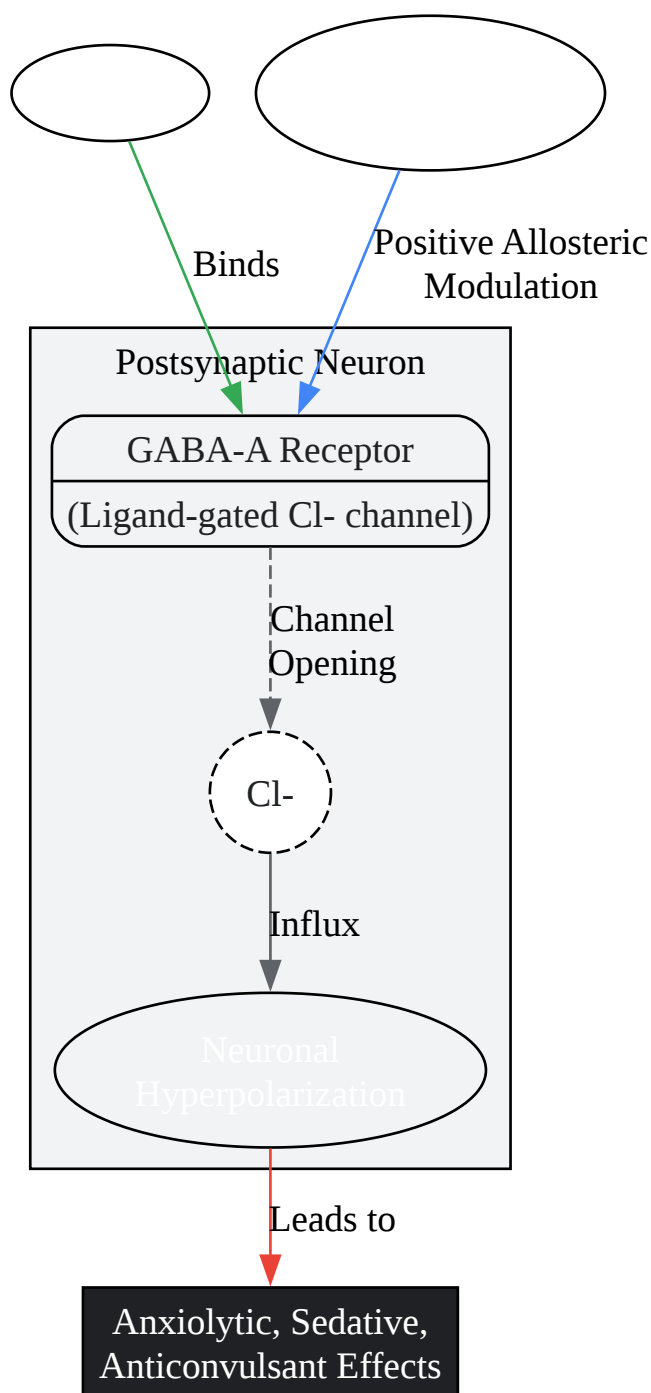 Binds
Positive Allosteric
Modulation
Postsynaptic Neuron
GABA-A Receptor
(Ligand-gated Cl- channel)
Channel
Opening
Cl-
Influx
Neuronal
Hyperpolarization
Leads to
Anxiolytic, Sedative,
Anticonvulsant Effects